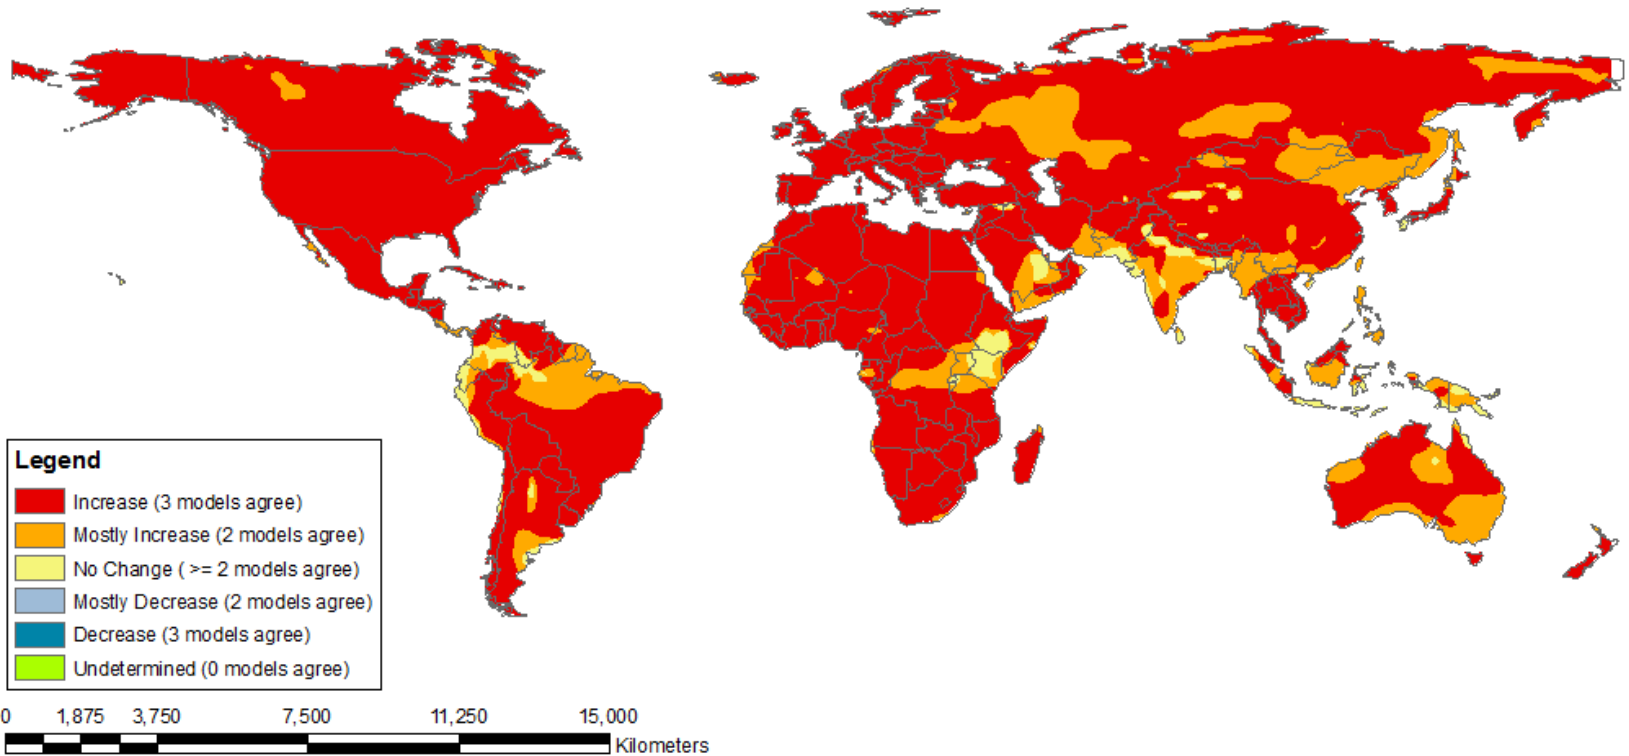 Legend
Increase (3 models agree)
Mostly Increase (2 models agree)
No Change ( >= 2 models agree)
Mostly Decrease (2 models agree)
Decrease (3 models agree)
Undetermined (0 models agree)
0 1,875 3,750 7,500 11,250 15,000
Kilometers